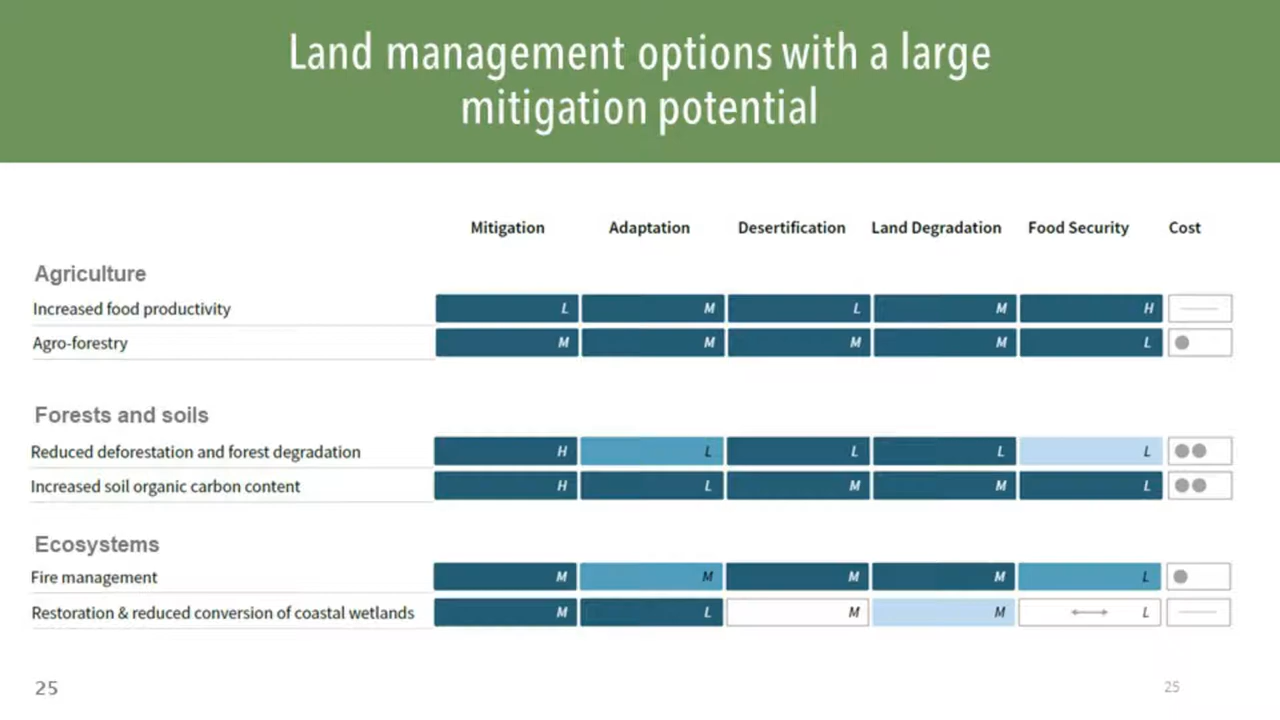 Land management options with a large
mitigation potential
Mitigation Adaptation Desertification Land Degradation Food Security Cost
Agriculture
Increased food productivity L M L M H
Agro-forestry M M M M L
Forests and soils
Reduced deforestation and forest degradation H L L L L
Increased soil organic carbon content H L M M L
Ecosystems
Fire management M M M M L
Restoration & reduced conversion of coastal wetlands M L M M L
25 25